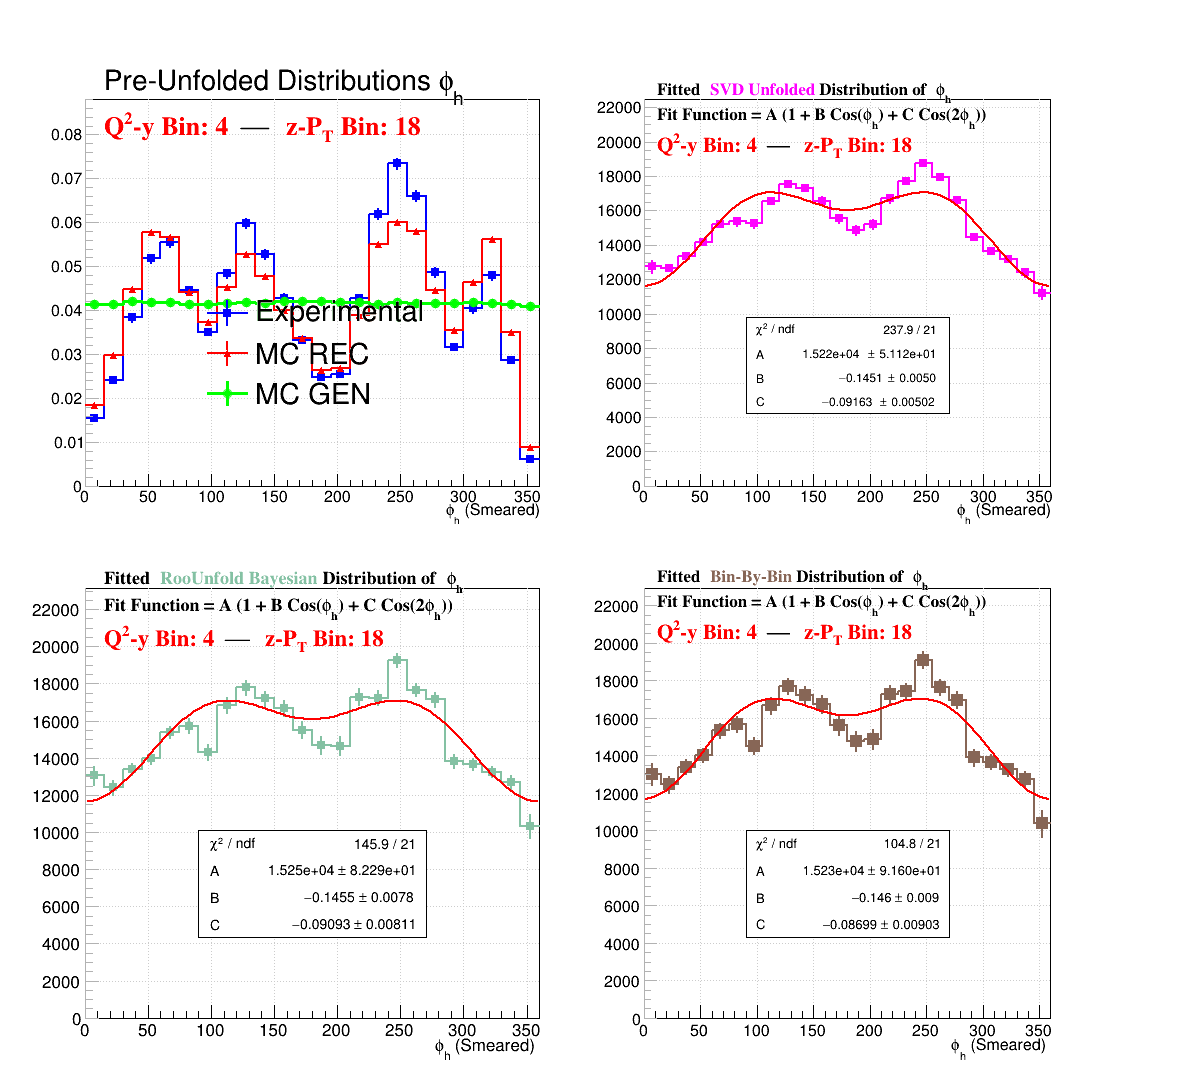 Pre-Unfolded Distributions ϕh
Q²-y Bin: 4 — z-PT Bin: 18
0.08
0.07
0.06
0.05
0.04
0.03
0.02
0.01
0
Experimental
MC REC
MC GEN
0 50 100 150 200 250 300 350
ϕh (Smeared)
Fitted SVD Unfolded Distribution of ϕh
Fit Function = A (1 + B Cos(ϕh) + C Cos(2ϕh))
Q²-y Bin: 4 — z-PT Bin: 18
22000
20000
18000
16000
14000
12000
10000
8000
6000
4000
2000
0
χ² / ndf 237.9 / 21
A 1.522e+04 ± 5.112e+01
B −0.1451 ± 0.0050
C −0.09163 ± 0.00502
0 50 100 150 200 250 300 350
ϕh (Smeared)
Fitted RooUnfold Bayesian Distribution of ϕh
Fit Function = A (1 + B Cos(ϕh) + C Cos(2ϕh))
Q²-y Bin: 4 — z-PT Bin: 18
22000
20000
18000
16000
14000
12000
10000
8000
6000
4000
2000
0
χ² / ndf 145.9 / 21
A 1.525e+04 ± 8.229e+01
B −0.1455 ± 0.0078
C −0.09093 ± 0.00811
0 50 100 150 200 250 300 350
ϕh (Smeared)
Fitted Bin-By-Bin Distribution of ϕh
Fit Function = A (1 + B Cos(ϕh) + C Cos(2ϕh))
Q²-y Bin: 4 — z-PT Bin: 18
22000
20000
18000
16000
14000
12000
10000
8000
6000
4000
2000
0
χ² / ndf 104.8 / 21
A 1.523e+04 ± 9.160e+01
B −0.146 ± 0.009
C −0.08699 ± 0.00903
0 50 100 150 200 250 300 350
ϕh (Smeared)